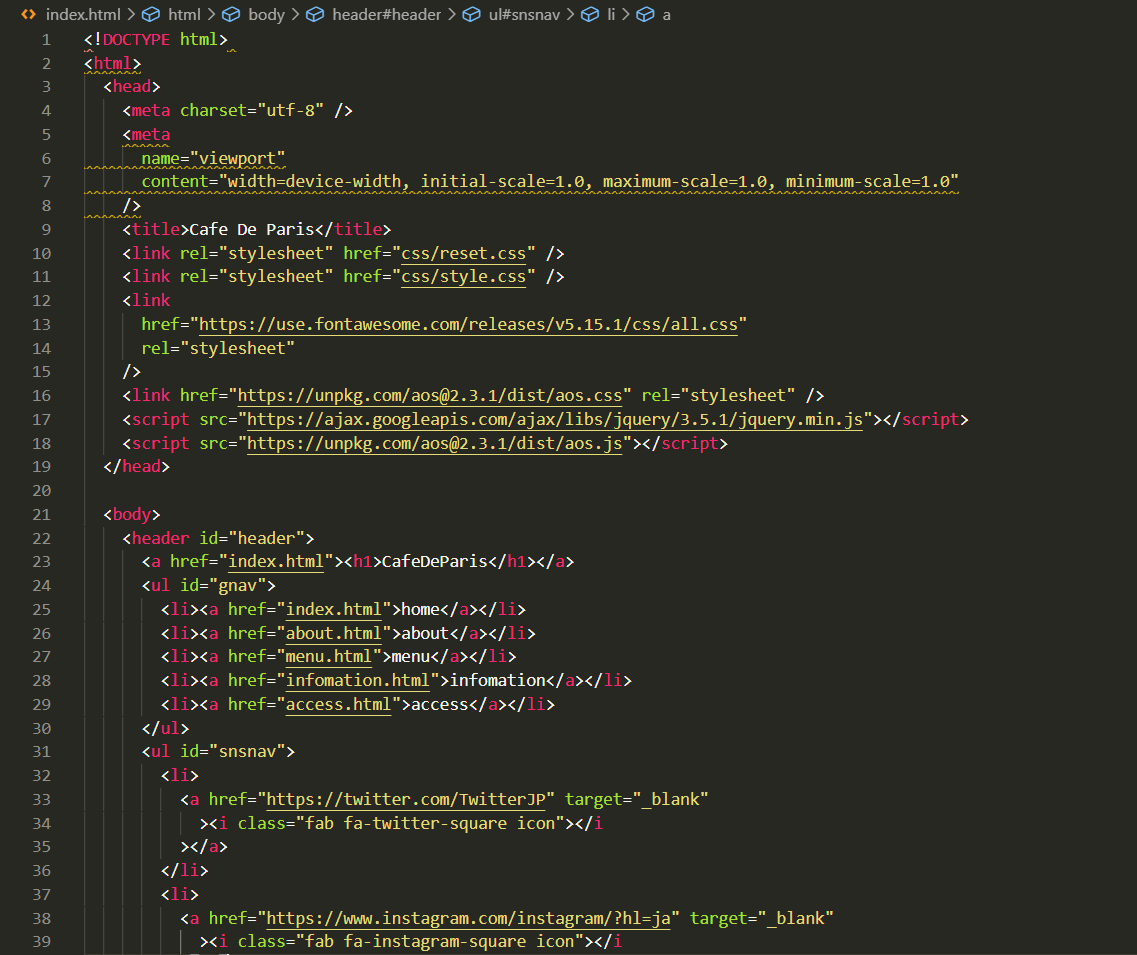 index.html > html > body > header#header > ul#snsnav > li > a
1 <!DOCTYPE html>
2 <html>
3 <head>
4 <meta charset="utf-8" />
5 <meta
6 name="viewport"
7 content="width=device-width, initial-scale=1.0, maximum-scale=1.0, minimum-scale=1.0"
8 />
9 <title>Cafe De Paris</title>
10 <link rel="stylesheet" href="css/reset.css" />
11 <link rel="stylesheet" href="css/style.css" />
12 <link
13 href="https://use.fontawesome.com/releases/v5.15.1/css/all.css"
14 rel="stylesheet"
15 />
16 <link href="https://unpkg.com/aos@2.3.1/dist/aos.css" rel="stylesheet" />
17 <script src="https://ajax.googleapis.com/ajax/libs/jquery/3.5.1/jquery.min.js"></script>
18 <script src="https://unpkg.com/aos@2.3.1/dist/aos.js"></script>
19 </head>
20
21 <body>
22 <header id="header">
23 <a href="index.html"><h1>CafeDeParis</h1></a>
24 <ul id="gnav">
25 <li><a href="index.html">home</a></li>
26 <li><a href="about.html">about</a></li>
27 <li><a href="menu.html">menu</a></li>
28 <li><a href="infomation.html">infomation</a></li>
29 <li><a href="access.html">access</a></li>
30 </ul>
31 <ul id="snsnav">
32 <li>
33 <a href="https://twitter.com/TwitterJP" target="_blank"
34 ><i class="fab fa-twitter-square icon"></i
35 ></a>
36 </li>
37 <li>
38 <a href="https://www.instagram.com/instagram/?hl=ja" target="_blank"
39 ><i class="fab fa-instagram-square icon"></i